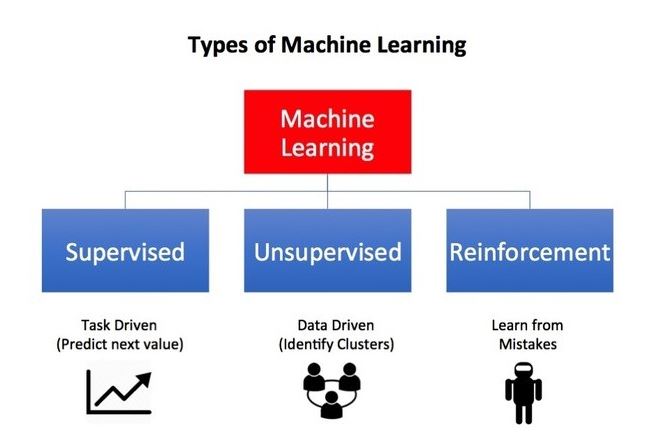 Types of Machine Learning
Machine
Learning
Supervised
Unsupervised
Reinforcement
Task Driven
(Predict next value)
Data Driven
(Identify Clusters)
Learn from
Mistakes